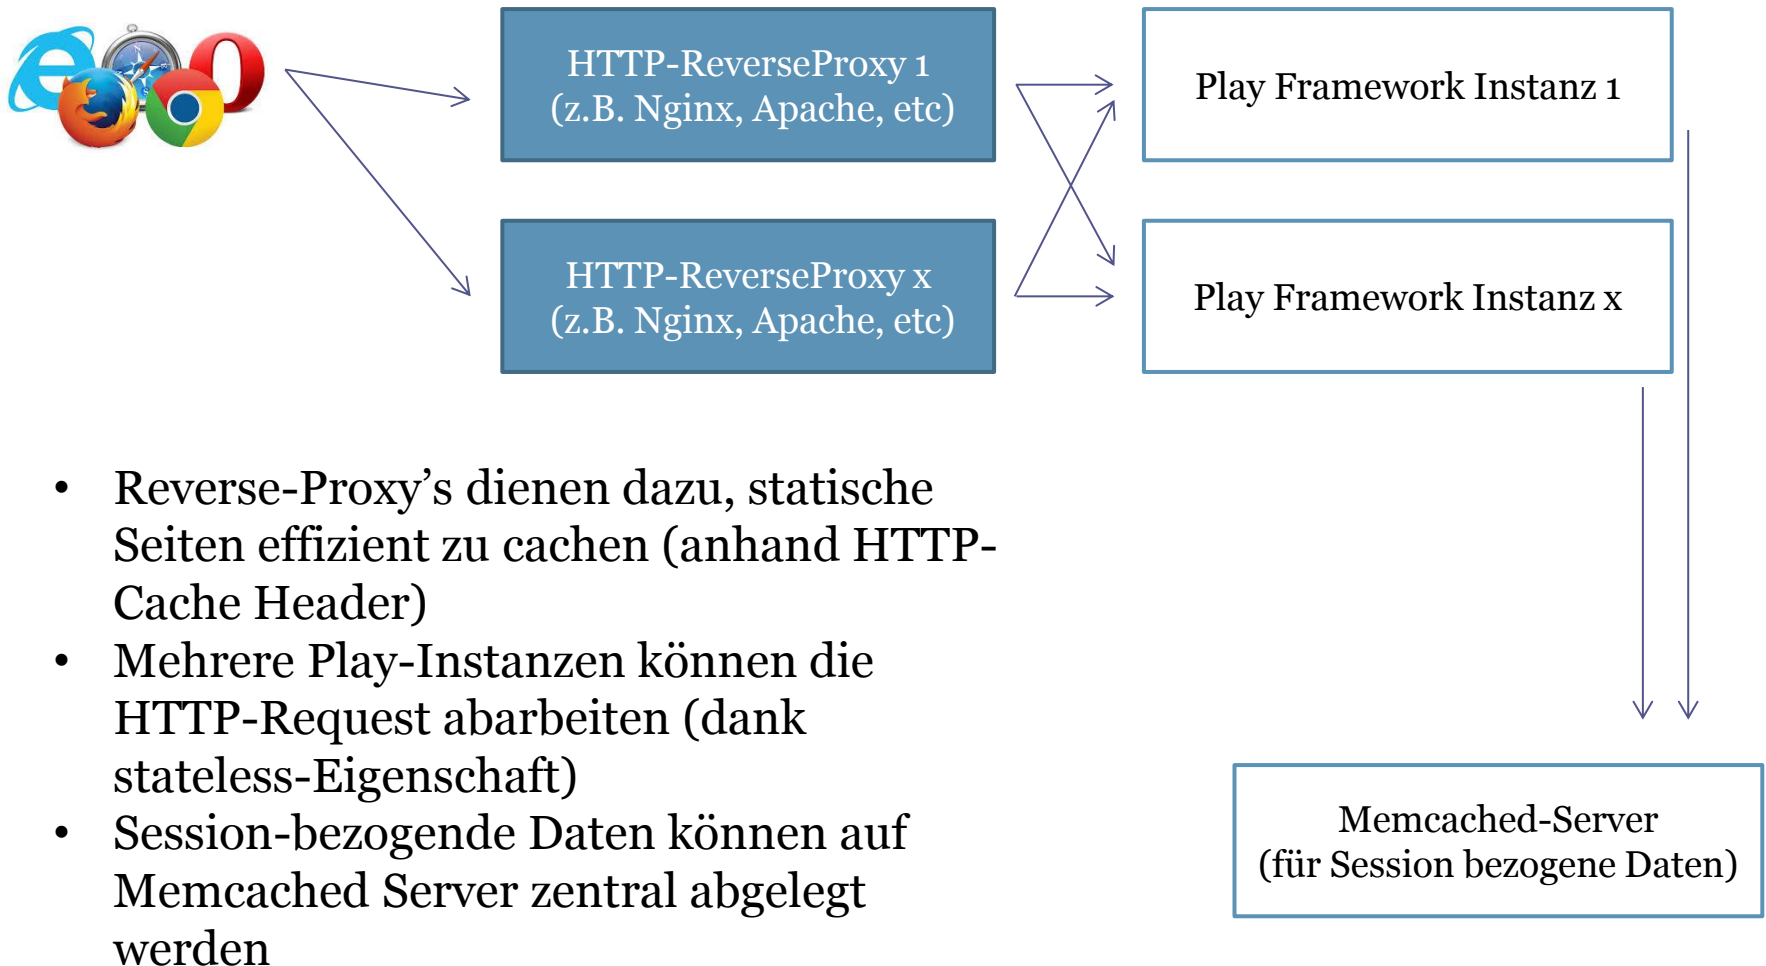 HTTP-ReverseProxy 1
(z.B. Nginx, Apache, etc)
Play Framework Instanz 1
HTTP-ReverseProxy x
(z.B. Nginx, Apache, etc)
Play Framework Instanz x
• Reverse-Proxy’s dienen dazu, statische
Seiten effizient zu cachen (anhand HTTP-
Cache Header)
• Mehrere Play-Instanzen können die
HTTP-Request abarbeiten (dank
stateless-Eigenschaft)
• Session-bezogende Daten können auf
Memcached Server zentral abgelegt
werden
Memcached-Server
(für Session bezogene Daten)